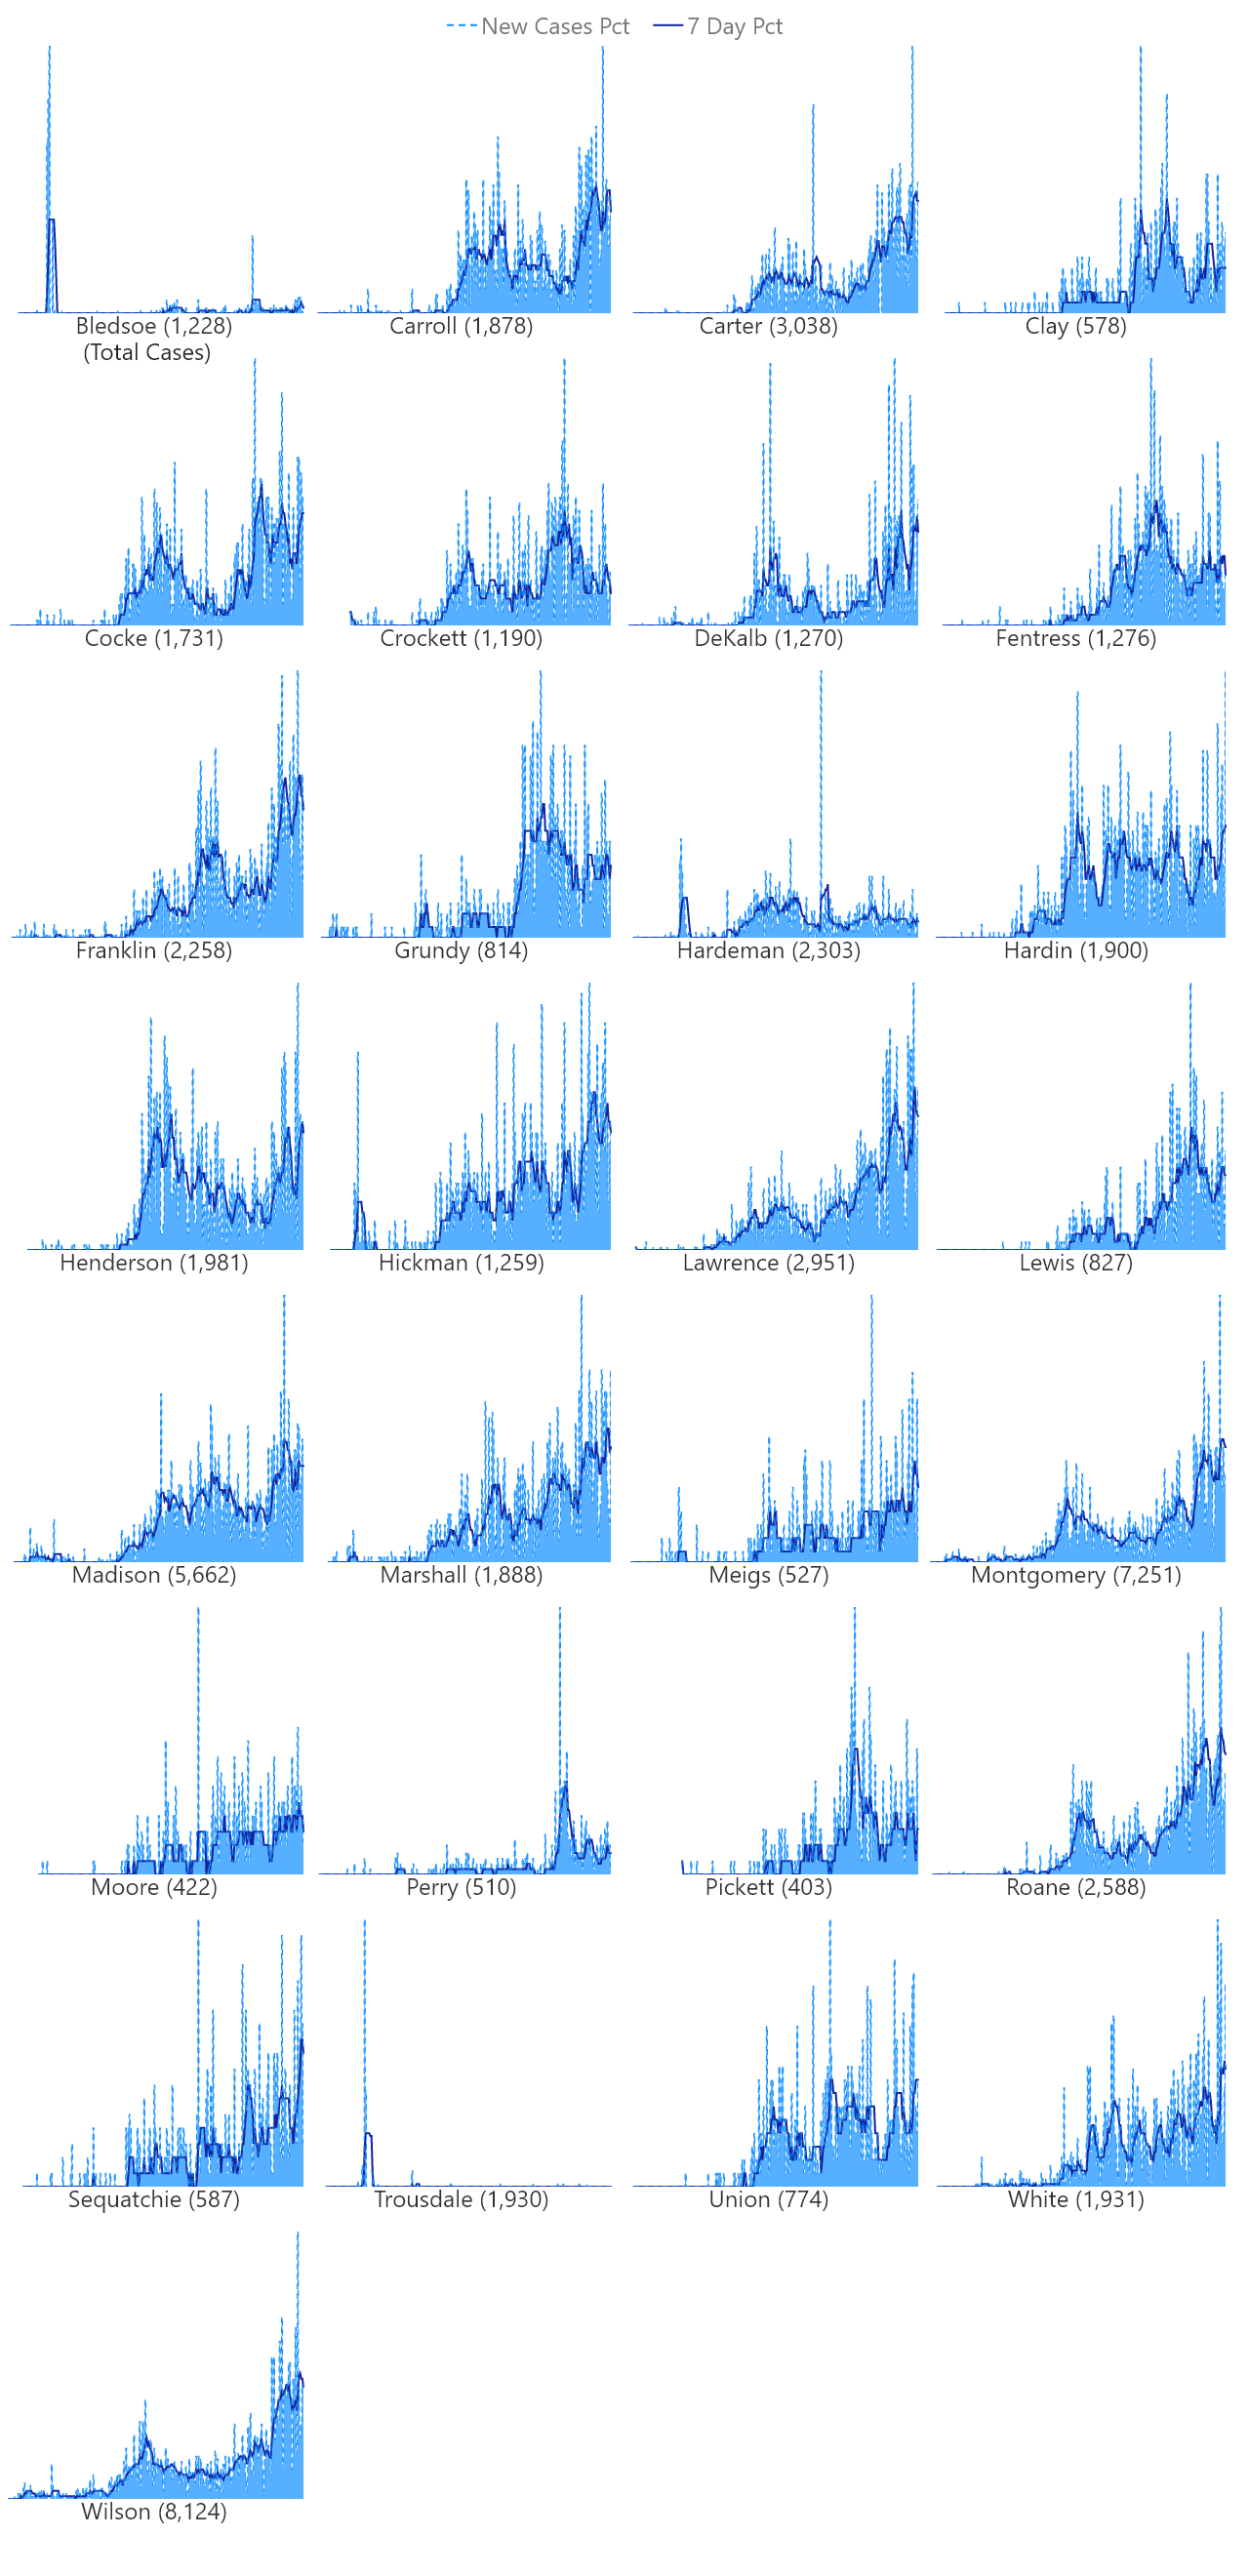 New Cases Pct 7 Day Pct
Bledsoe (1,228) Carroll (1,878) Carter (3,038) Clay (578)
(Total Cases)
Cocke (1,731) Crockett (1,190) DeKalb (1,270) Fentress (1,276)
Franklin (2,258) Grundy (814) Hardeman (2,303) Hardin (1,900)
Henderson (1,981) Hickman (1,259) Lawrence (2,951) Lewis (827)
Madison (5,662) Marshall (1,888) Meigs (527) Montgomery (7,251)
Moore (422) Perry (510) Pickett (403) Roane (2,588)
Sequatchie (587) Trousdale (1,930) Union (774) White (1,931)
Wilson (8,124)